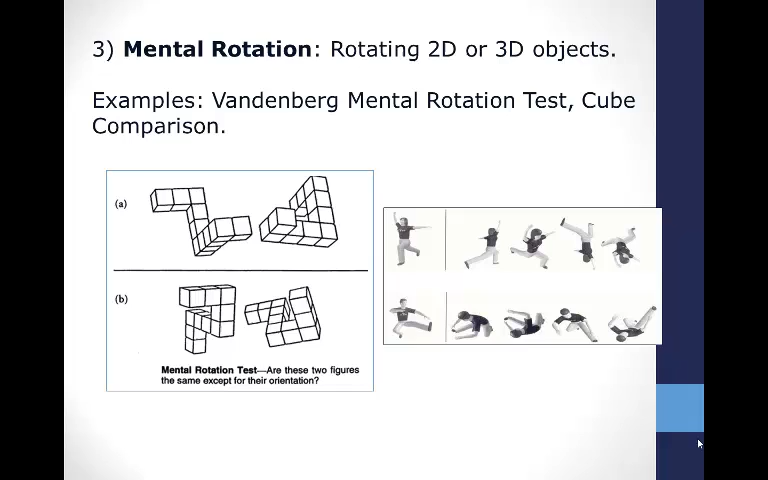 3) Mental Rotation: Rotating 2D or 3D objects.
Examples: Vandenberg Mental Rotation Test, Cube
Comparison.
(a)
(b)
Mental Rotation Test—Are these two figures
the same except for their orientation?